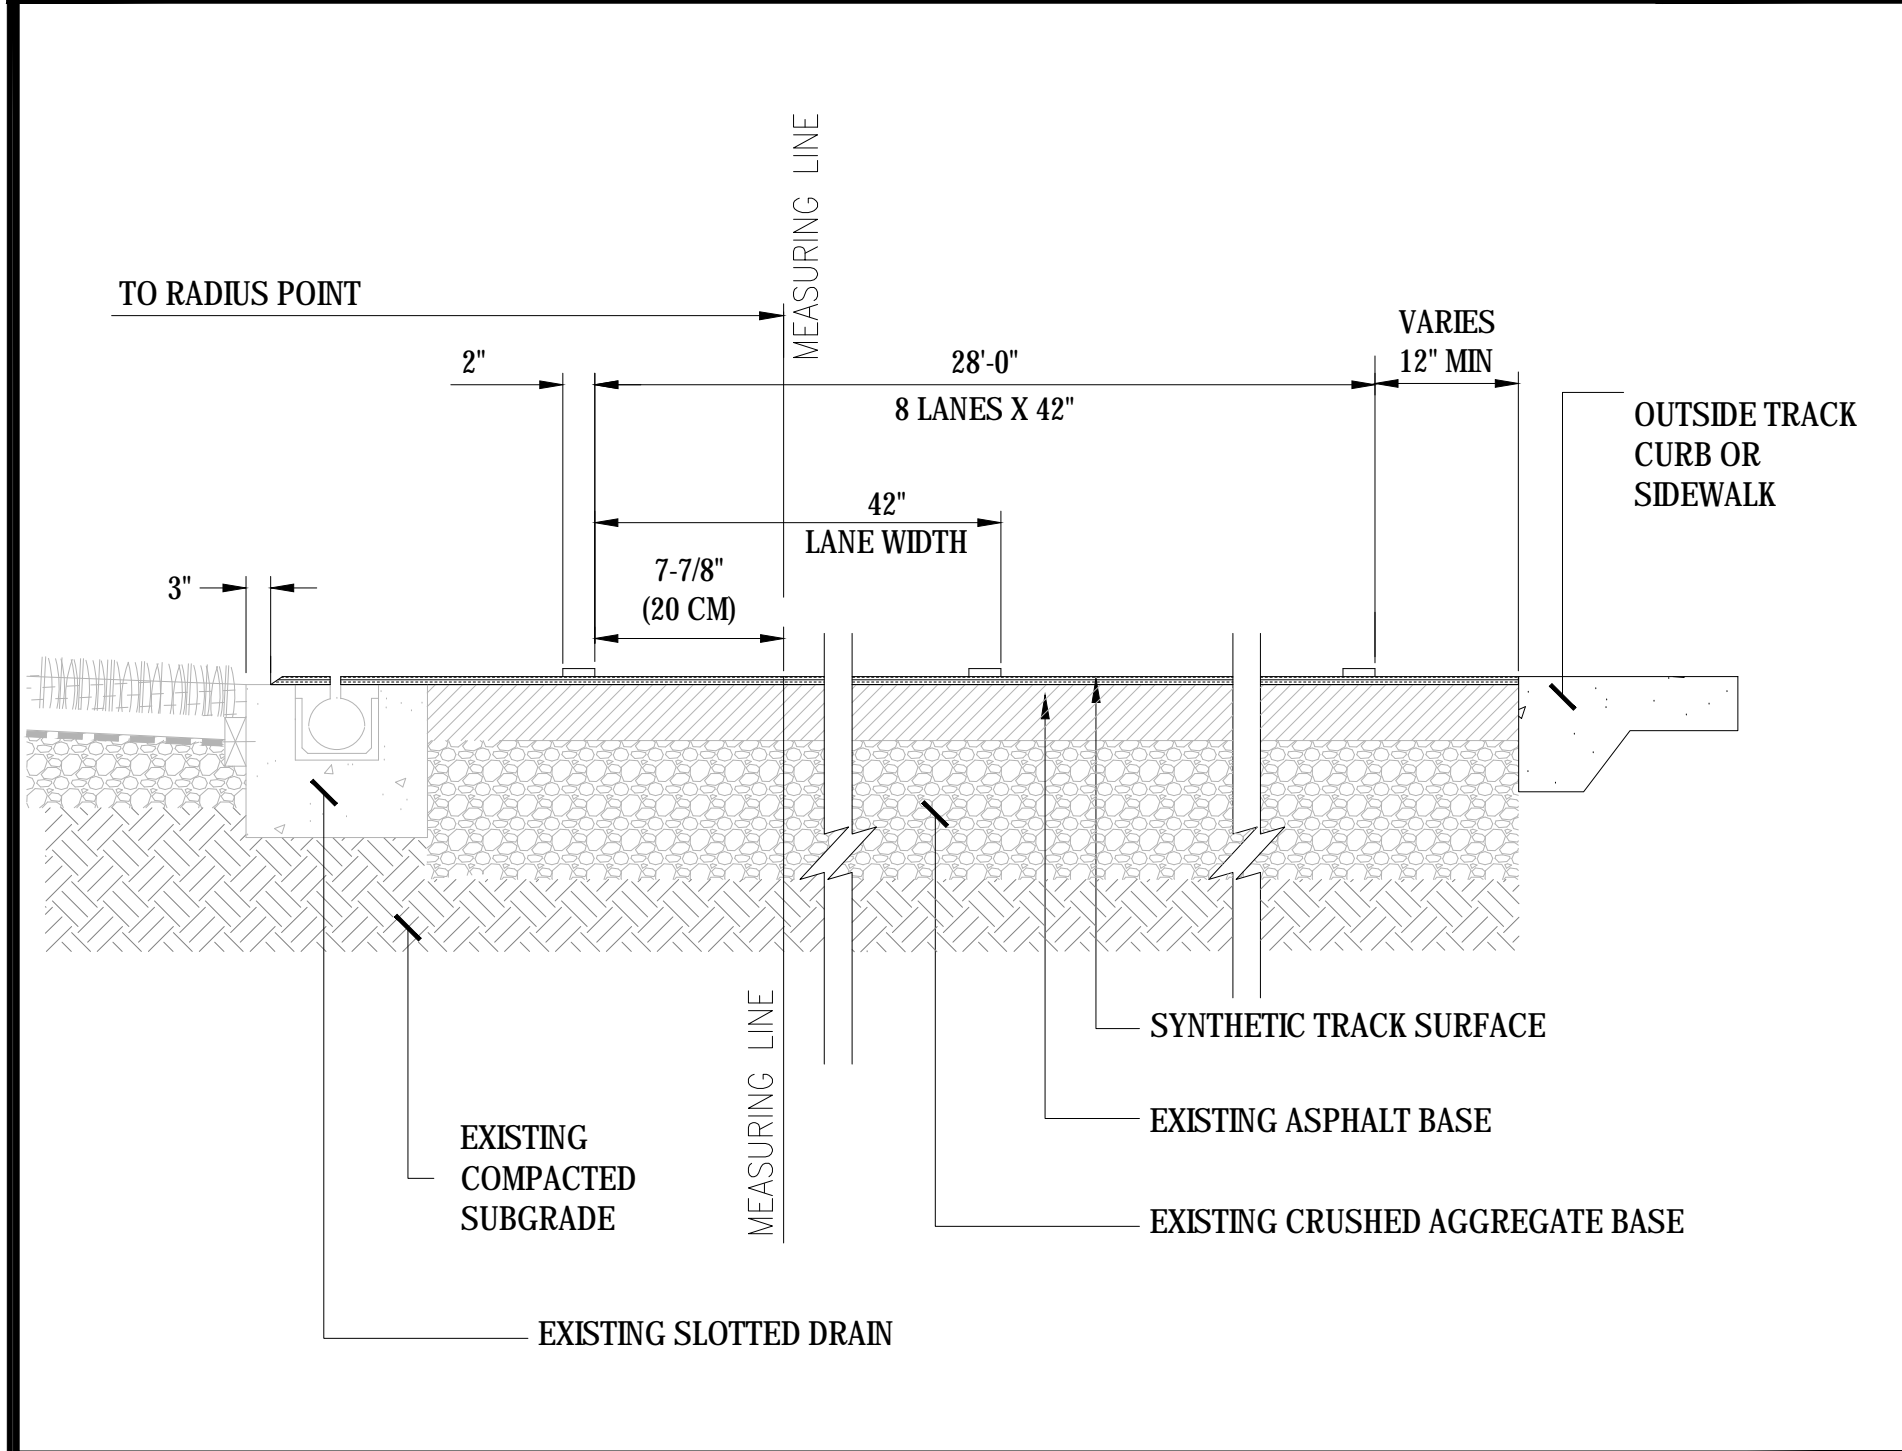 MEASURING LINE
TO RADIUS POINT
2"
28'-0"
8 LANES X 42"
VARIES
12" MIN
OUTSIDE TRACK
CURB OR
SIDEWALK
42"
LANE WIDTH
7-7/8"
(20 CM)
3"
SYNTHETIC TRACK SURFACE
EXISTING ASPHALT BASE
EXISTING CRUSHED AGGREGATE BASE
MEASURING LINE
EXISTING
COMPACTED
SUBGRADE
EXISTING SLOTTED DRAIN